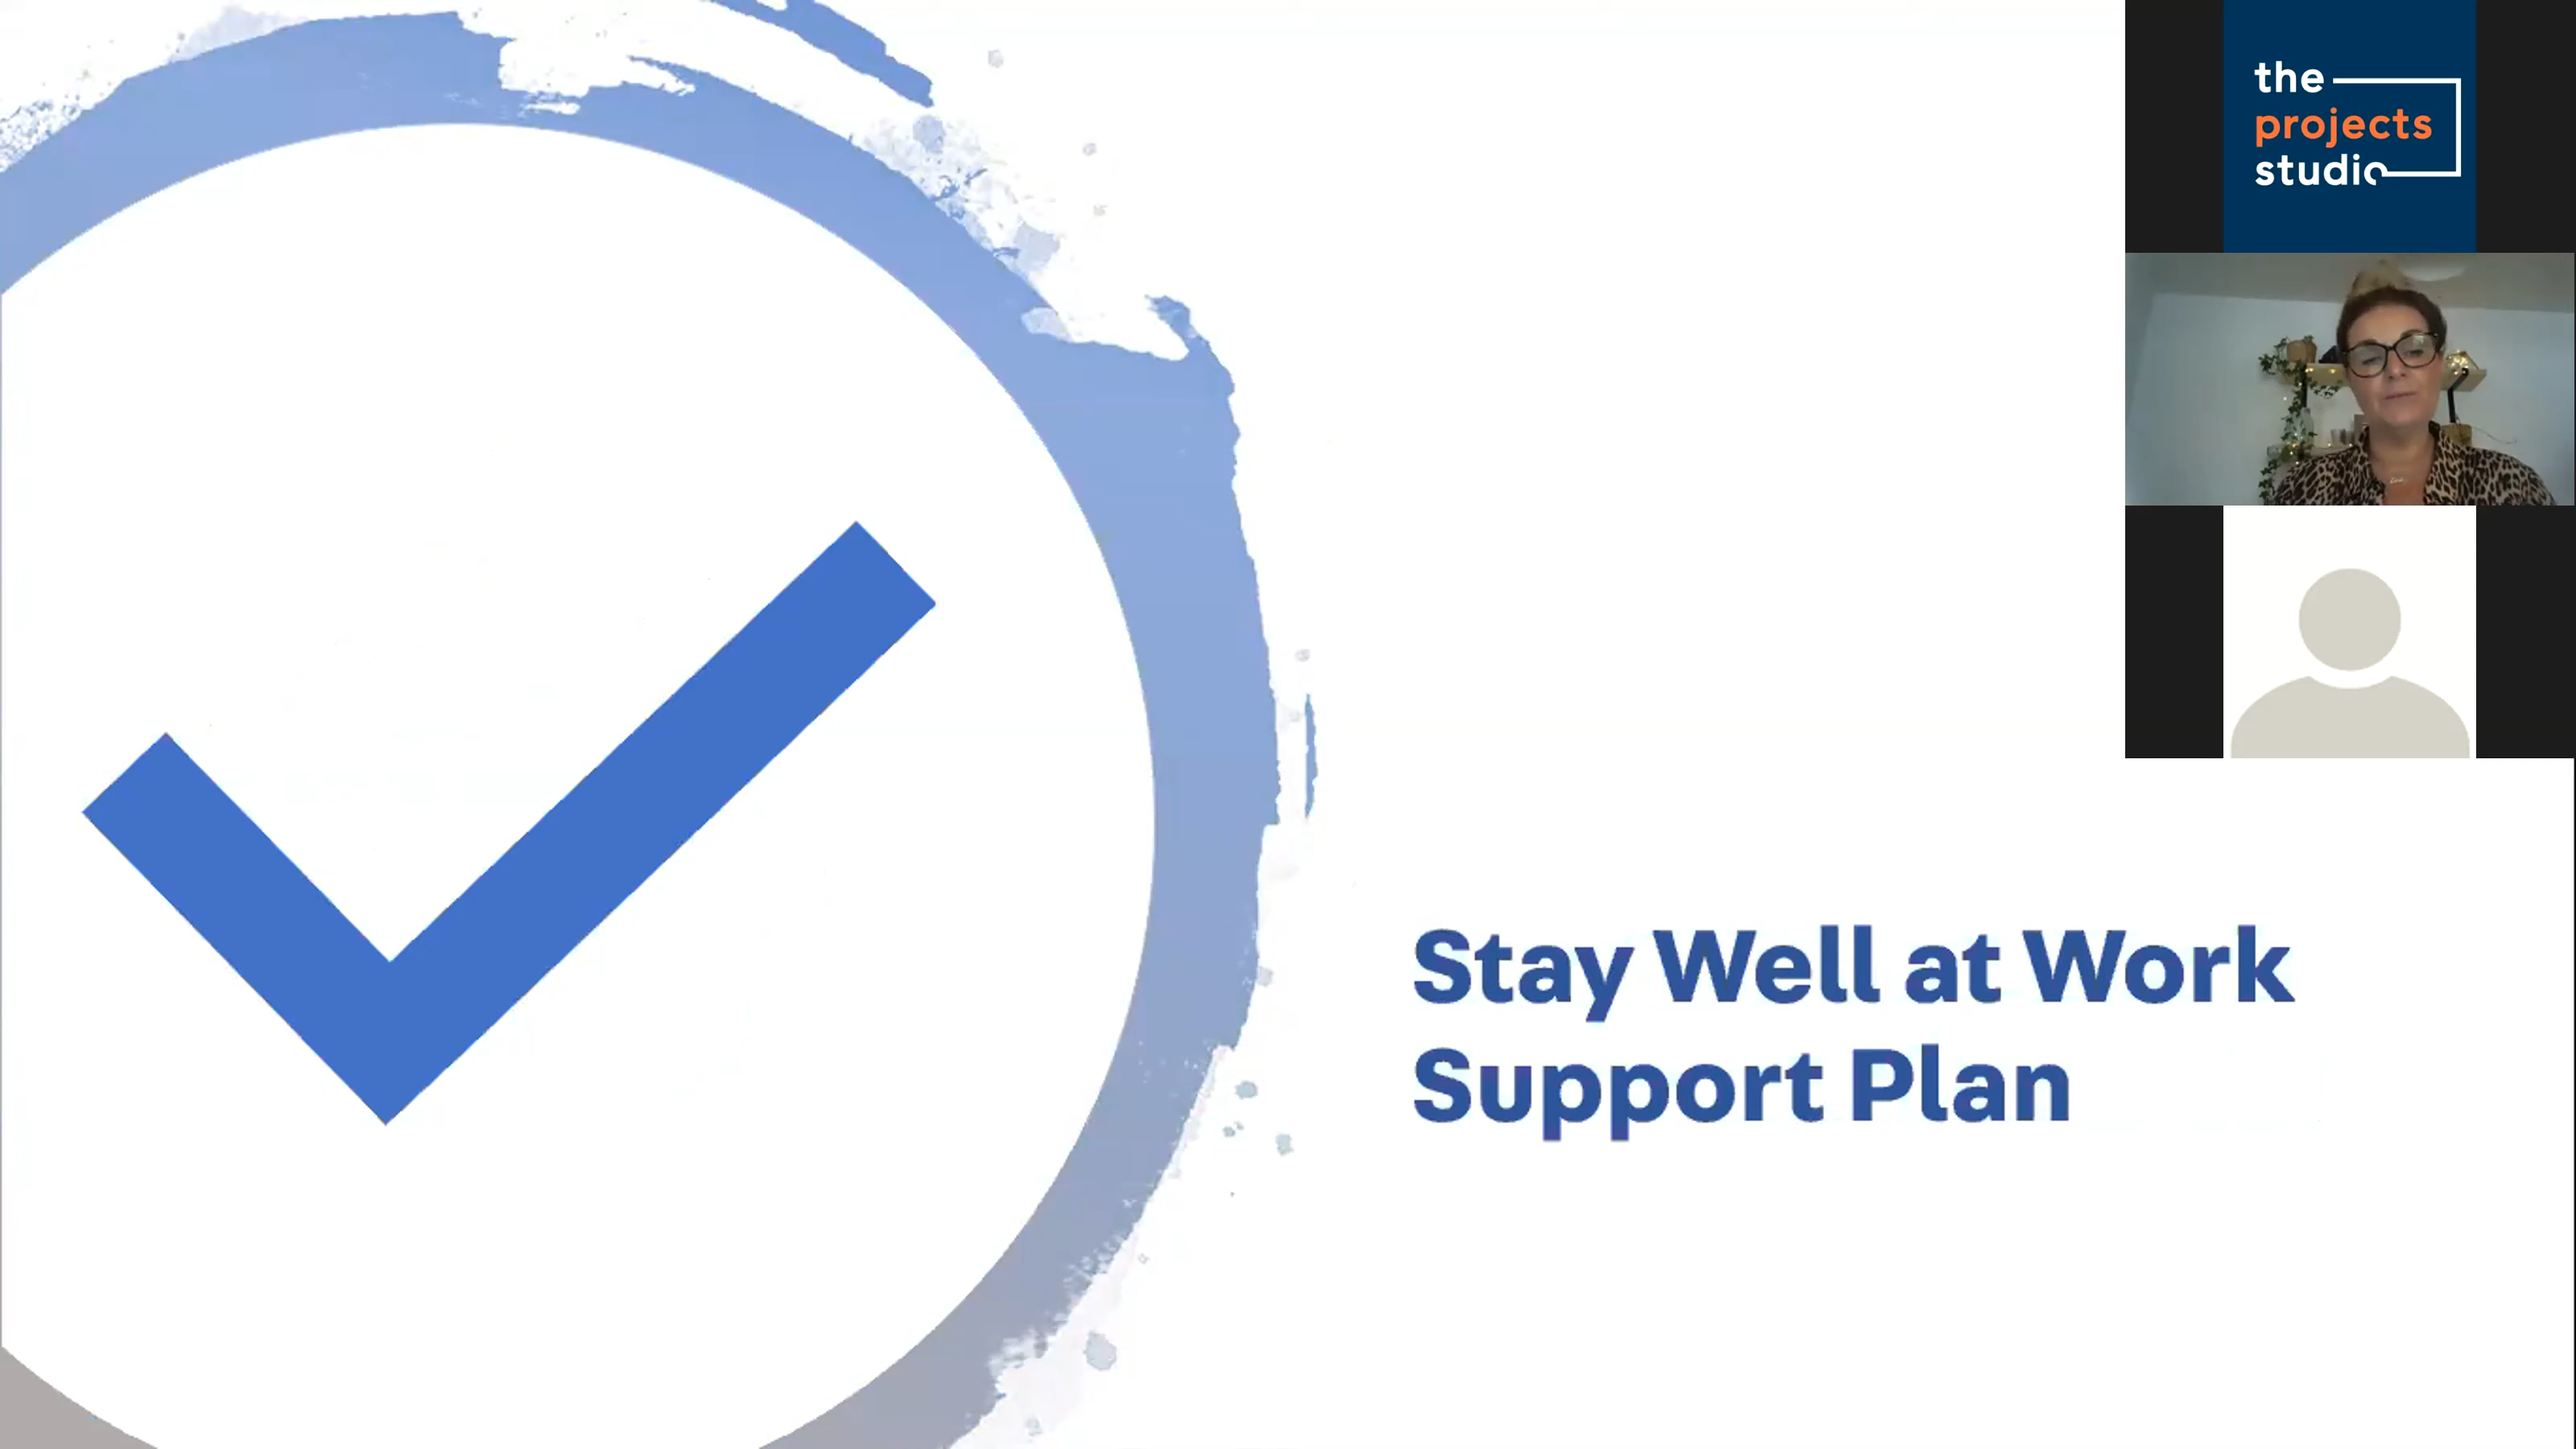 the
projects
studio
Stay Well at Work
Support Plan